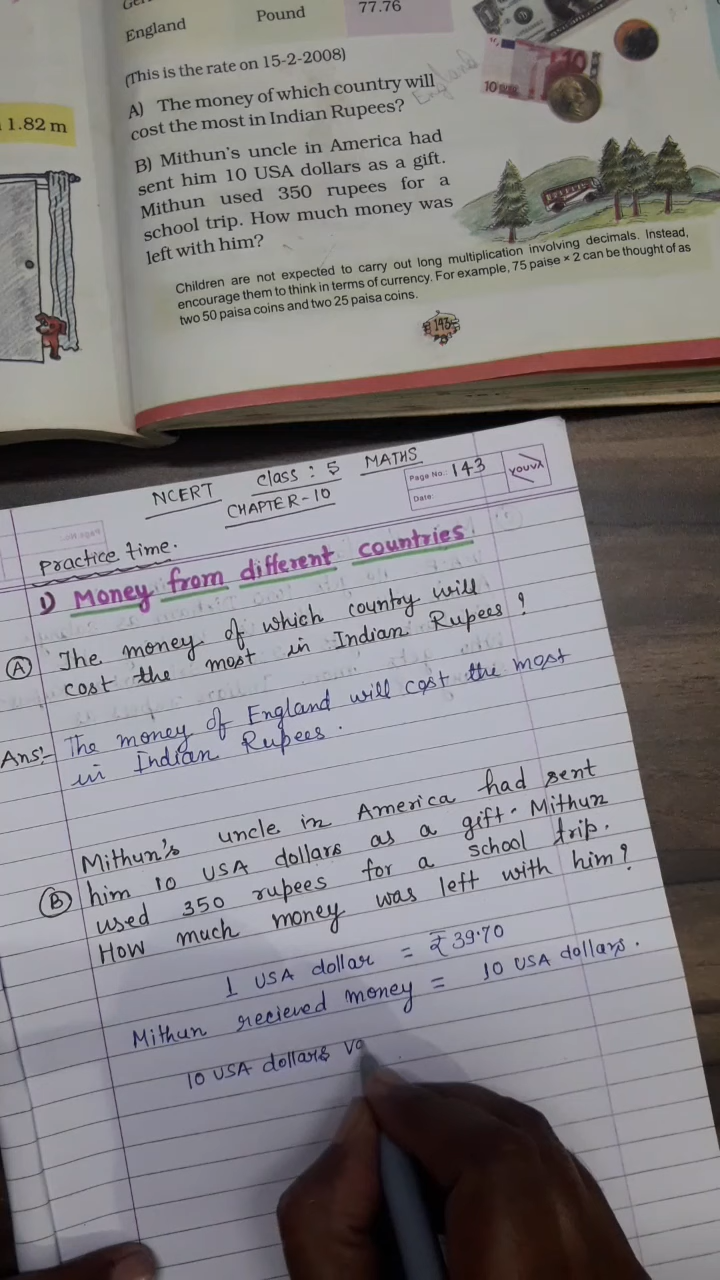 England Pound 77.76
(This is the rate on 15-2-2008)
A) The money of which country will
cost the most in Indian Rupees?
England
B) Mithun's uncle in America had
sent him 10 USA dollars as a gift.
Mithun used 350 rupees for a
school trip. How much money was
left with him?
Children are not expected to carry out long multiplication involving decimals. Instead,
encourage them to think in terms of currency. For example, 75 paise × 2 can be thought of as
two 50 paisa coins and two 25 paisa coins.
143
1.82 m
10
NCERT class : 5 MATHS
CHAPTER-10
Page No.: 143
Date:
YOUVA
Practice time.
1) Money from different countries
(A) The money of which country will
cost the most in Indian Rupees?
Ans:- The money of England will cost the most
in Indian Rupees.
Mithun's uncle in America had sent
(B) him 10 USA dollars as a gift. Mithun
used 350 rupees for a school trip.
How much money was left with him?
1 USA dollar = ₹39.70
Mithun recieved money = 10 USA dollars.
10 USA dollars va